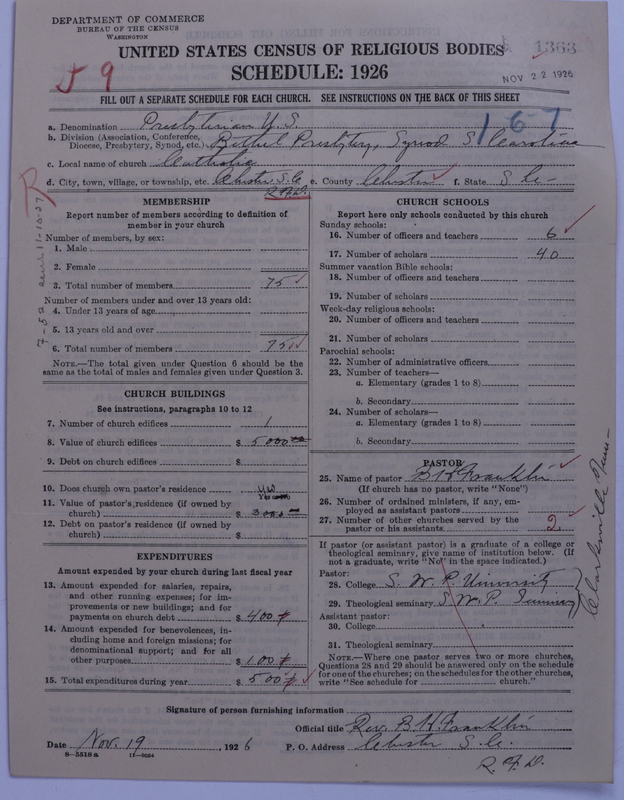 DEPARTMENT OF COMMERCE
BUREAU OF THE CENSUS
WASHINGTON
1363
UNITED STATES CENSUS OF RELIGIOUS BODIES
SCHEDULE: 1926
NOV 22 1926
59
FILL OUT A SEPARATE SCHEDULE FOR EACH CHURCH. SEE INSTRUCTIONS ON THE BACK OF THIS SHEET
167
a. Denomination Presbyterian U. S.
b. Division (Association, Conference, Diocese, Presbytery, Synod, etc.) Bethel Presbytery, Synod S. Carolina
c. Local name of church Catholic
d. City, town, village, or township, etc. Chester, S. C. R.F.D. e. County Chester f. State S C
R
MEMBERSHIP
Report number of members according to definition of
member in your church
Number of members, by sex:
1. Male
2. Female
3. Total number of members 75
Number of members under and over 13 years old:
4. Under 13 years of age
5. 13 years old and over
6. Total number of members 75
NOTE.—The total given under Question 6 should be the
same as the total of males and females given under Question 3.
CHURCH BUILDINGS
See instructions, paragraphs 10 to 12
7. Number of church edifices 1
8. Value of church edifices $ 5000
9. Debt on church edifices $
10. Does church own pastor's residence yes
11. Value of pastor's residence (if owned by
church) $ 3000
12. Debt on pastor's residence (if owned by
church) $
EXPENDITURES
Amount expended by your church during last fiscal year
13. Amount expended for salaries, repairs,
and other running expenses; for im-
provements or new buildings; and for
payments on church debt $ 400
14. Amount expended for benevolences, in-
cluding home and foreign missions; for
denominational support; and for all
other purposes $ 100
15. Total expenditures during year $ 500
CHURCH SCHOOLS
Report here only schools conducted by this church
Sunday schools:
16. Number of officers and teachers 6
17. Number of scholars 40
Summer vacation Bible schools:
18. Number of officers and teachers
19. Number of scholars
Week-day religious schools:
20. Number of officers and teachers
21. Number of scholars
Parochial schools:
22. Number of administrative officers
23. Number of teachers—
a. Elementary (grades 1 to 8)
b. Secondary
24. Number of scholars—
a. Elementary (grades 1 to 8)
b. Secondary
PASTOR
25. Name of pastor B H Franklin
(If church has no pastor, write "None")
26. Number of ordained ministers, if any, em-
ployed as assistant pastors
27. Number of other churches served by the
pastor or his assistants 2
If pastor (or assistant pastor) is a graduate of a college or
theological seminary, give name of institution below. (If
not a graduate, write "No" in the space indicated.)
Pastor:
28. College S. W. P. University
29. Theological seminary S. W. P. Seminary
Clarksville Tenn
Assistant pastor:
30. College
31. Theological seminary
NOTE.—Where one pastor serves two or more churches,
Questions 28 and 29 should be answered only on the schedule
for one of the churches; on the schedules for the other churches,
write "See schedule for church."
Signature of person furnishing information
Official title Rev. B. H. Franklin
Date Nov. 19, 1926 P. O. Address Chester S. C.
R. F. D.
8—5518 a